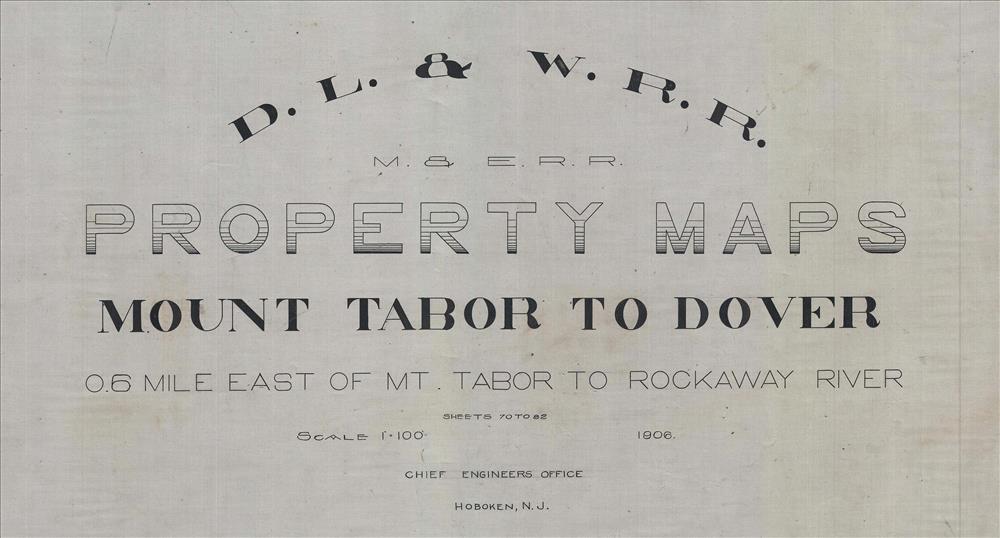 D. L. & W. R. R.
M. & E. R. R.
PROPERTY MAPS
MOUNT TABOR TO DOVER
0.6 MILE EAST OF MT. TABOR TO ROCKAWAY RIVER
SHEETS 70 TO 82
SCALE 1"=100' 1906.
CHIEF ENGINEERS OFFICE
HOBOKEN, N. J.